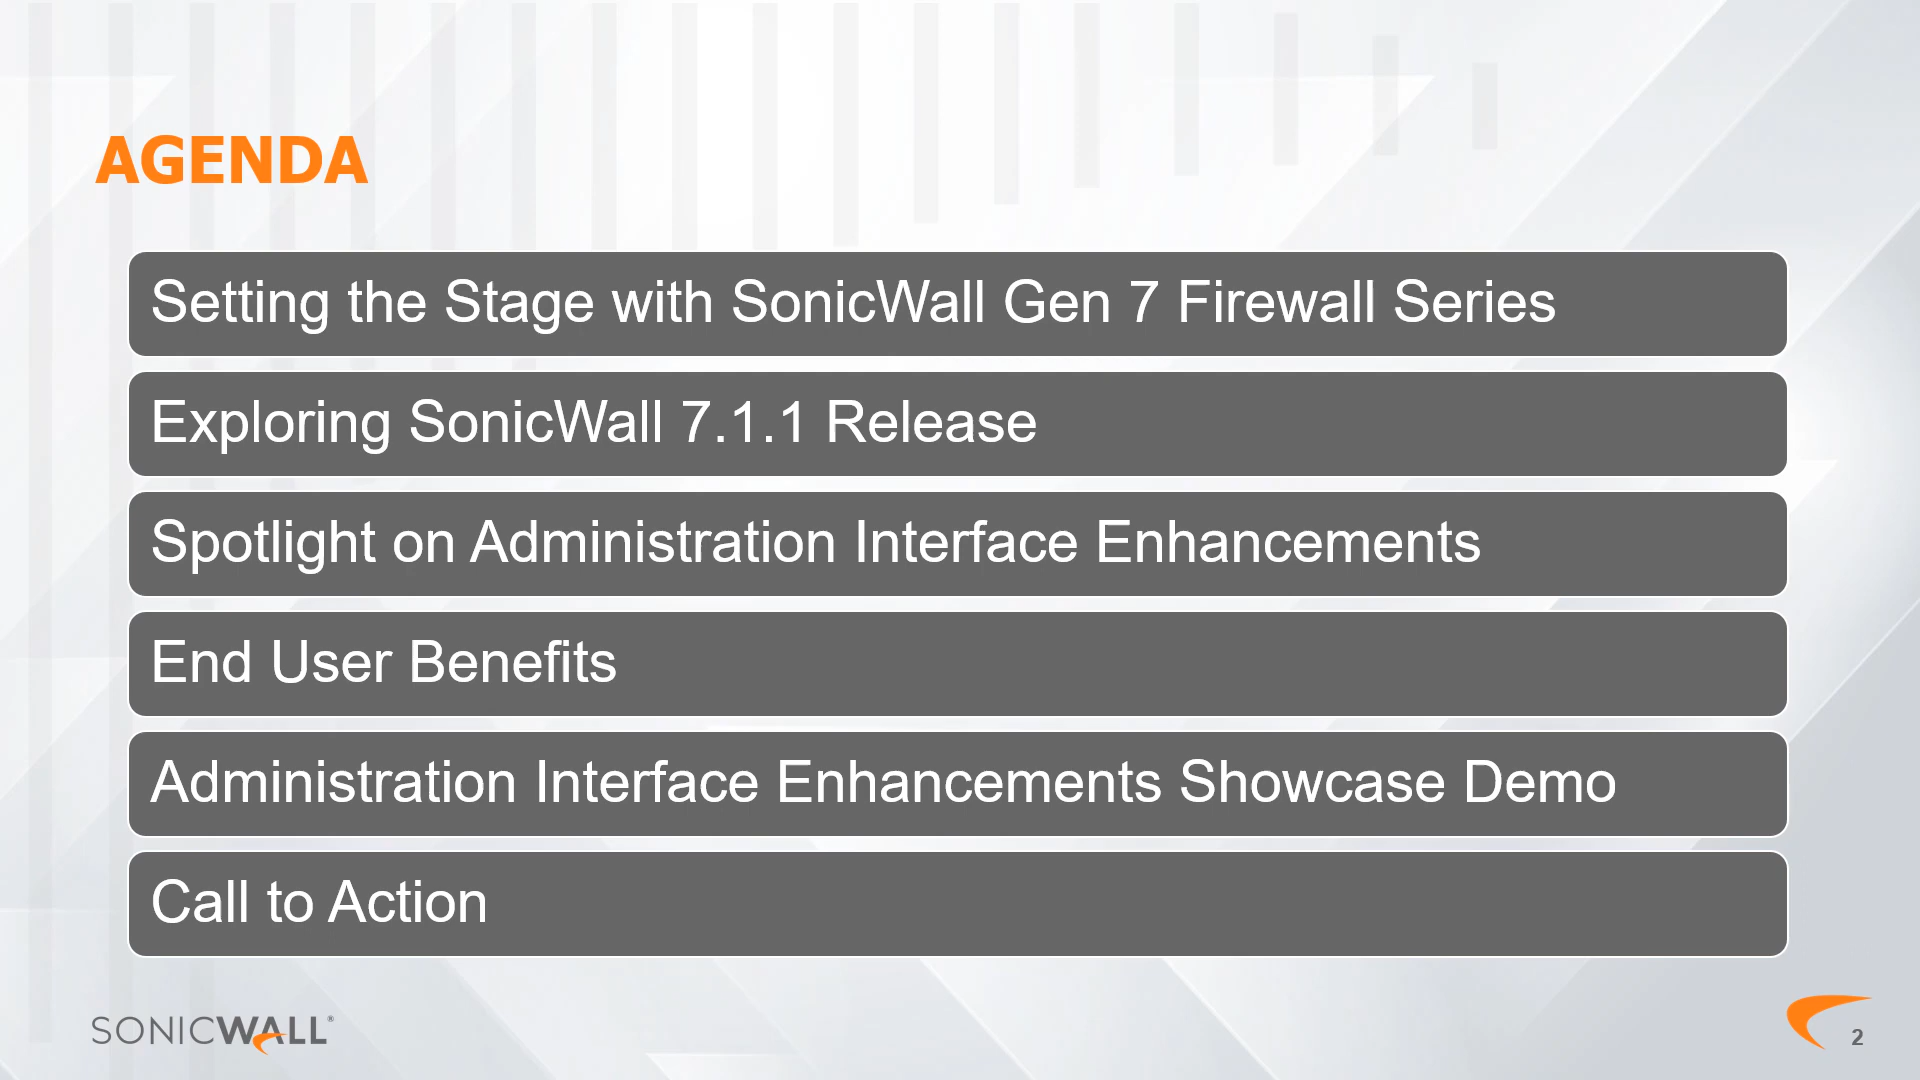 AGENDA
Setting the Stage with SonicWall Gen 7 Firewall Series
Exploring SonicWall 7.1.1 Release
Spotlight on Administration Interface Enhancements
End User Benefits
Administration Interface Enhancements Showcase Demo
Call to Action
SONICWALL®
2